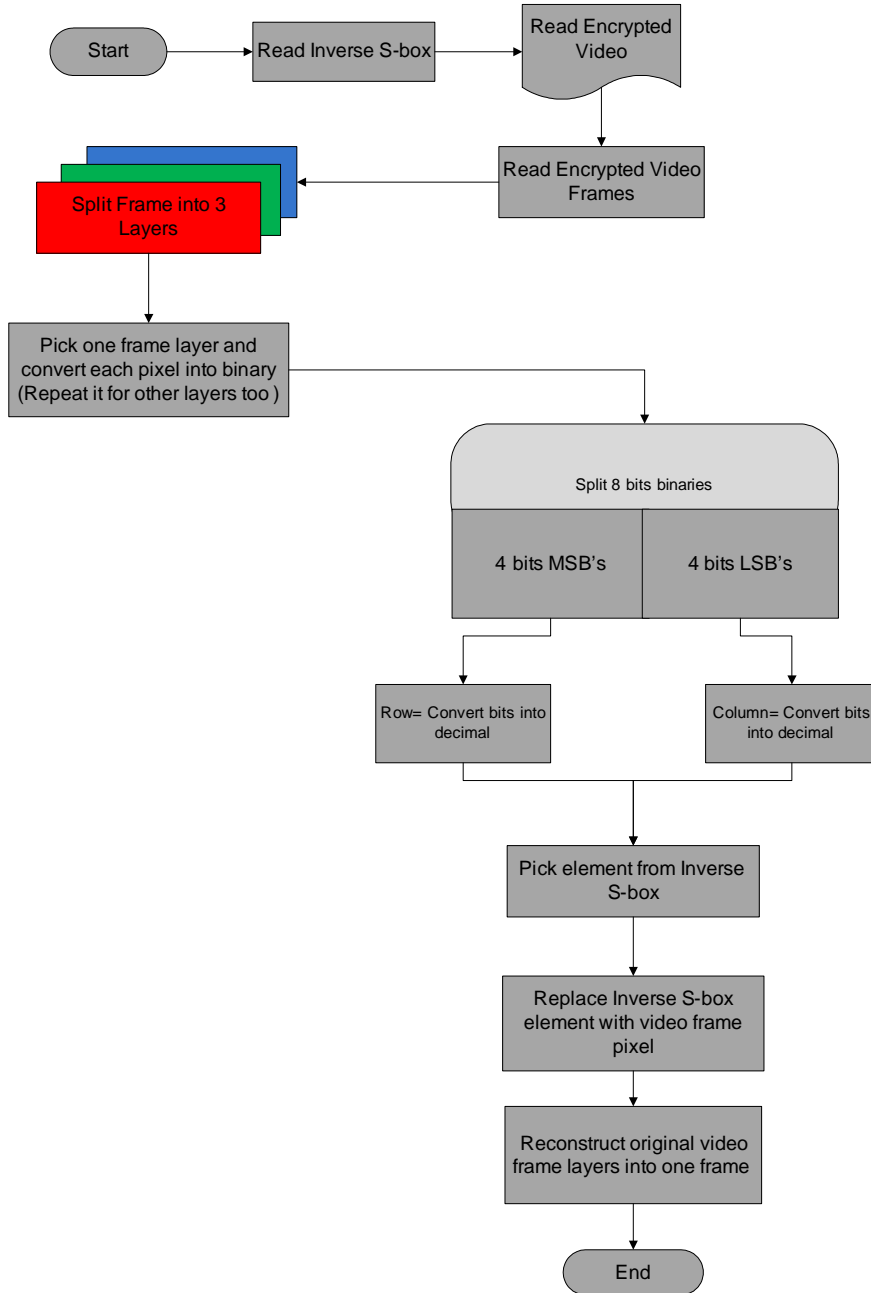 Start
Read Inverse S-box
Read Encrypted
Video
Read Encrypted Video
Frames
Split Frame into 3
Layers
Pick one frame layer and
convert each pixel into binary
(Repeat it for other layers too )
Split 8 bits binaries
4 bits MSB's
4 bits LSB's
Row= Convert bits into
decimal
Column= Convert bits
into decimal
Pick element from Inverse
S-box
Replace Inverse S-box
element with video frame
pixel
Reconstruct original video
frame layers into one frame
End